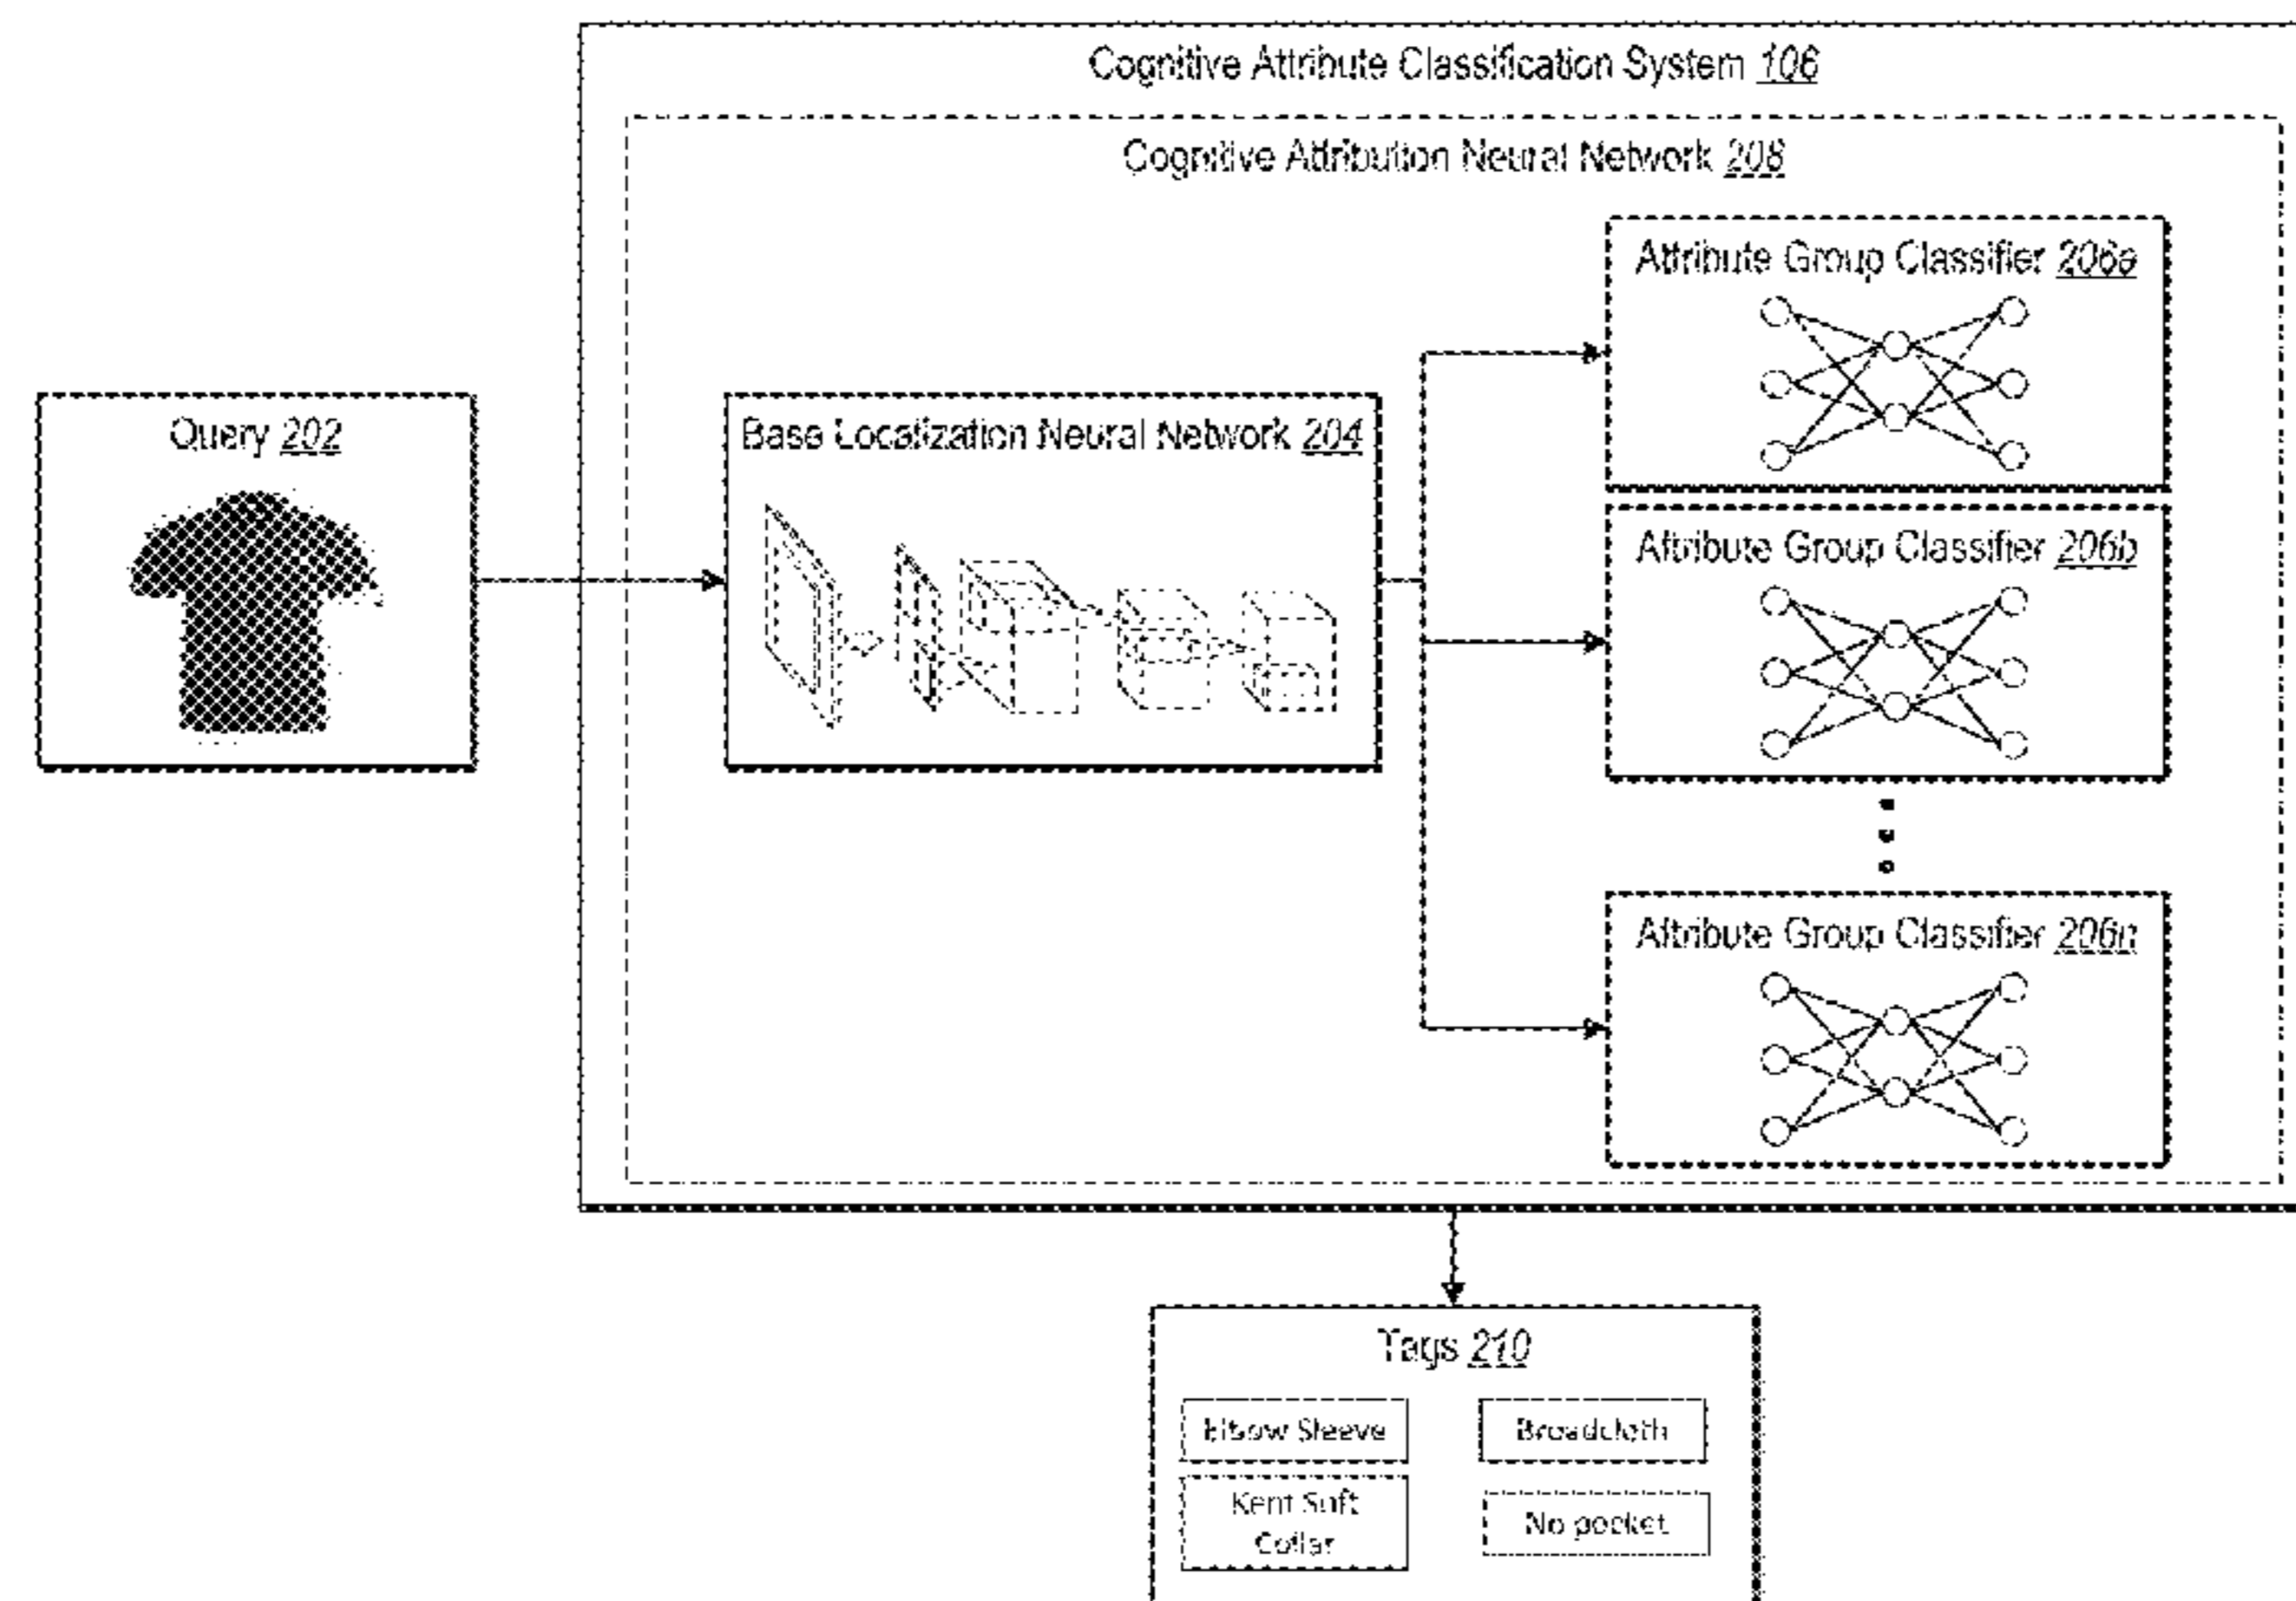 Cognitive Attribute Classification System 106
Cognitive Attribution Neural Network 208
Attribute Group Classifier 206a
Query 202
Base Localization Neural Network 204
Attribute Group Classifier 206b
Attribute Group Classifier 206n
Tags 210
Elbow Sleeve
Broadcloth
Kent Soft
Collar
No pocket